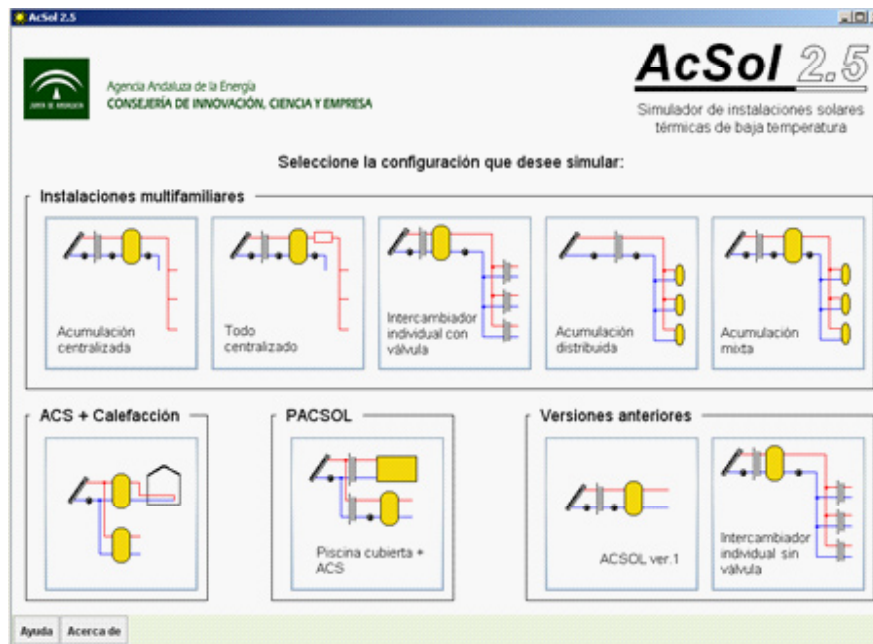 AcSol 2.5
JUNTA DE ANDALUCIA
Agencia Andaluza de la Energía
CONSEJERÍA DE INNOVACIÓN, CIENCIA Y EMPRESA
AcSol 2.5
Simulador de instalaciones solares
térmicas de baja temperatura
Seleccione la configuración que desee simular:
Instalaciones multifamiliares
Acumulación
centralizada
Todo
centralizado
Intercambiador
individual con
válvula
Acumulación
distribuida
Acumulación
mixta
ACS + Calefacción
PACSOL
Piscina cubierta +
ACS
Versiones anteriores
ACSOL ver.1
Intercambiador
individual sin
válvula
Ayuda
Acerca de